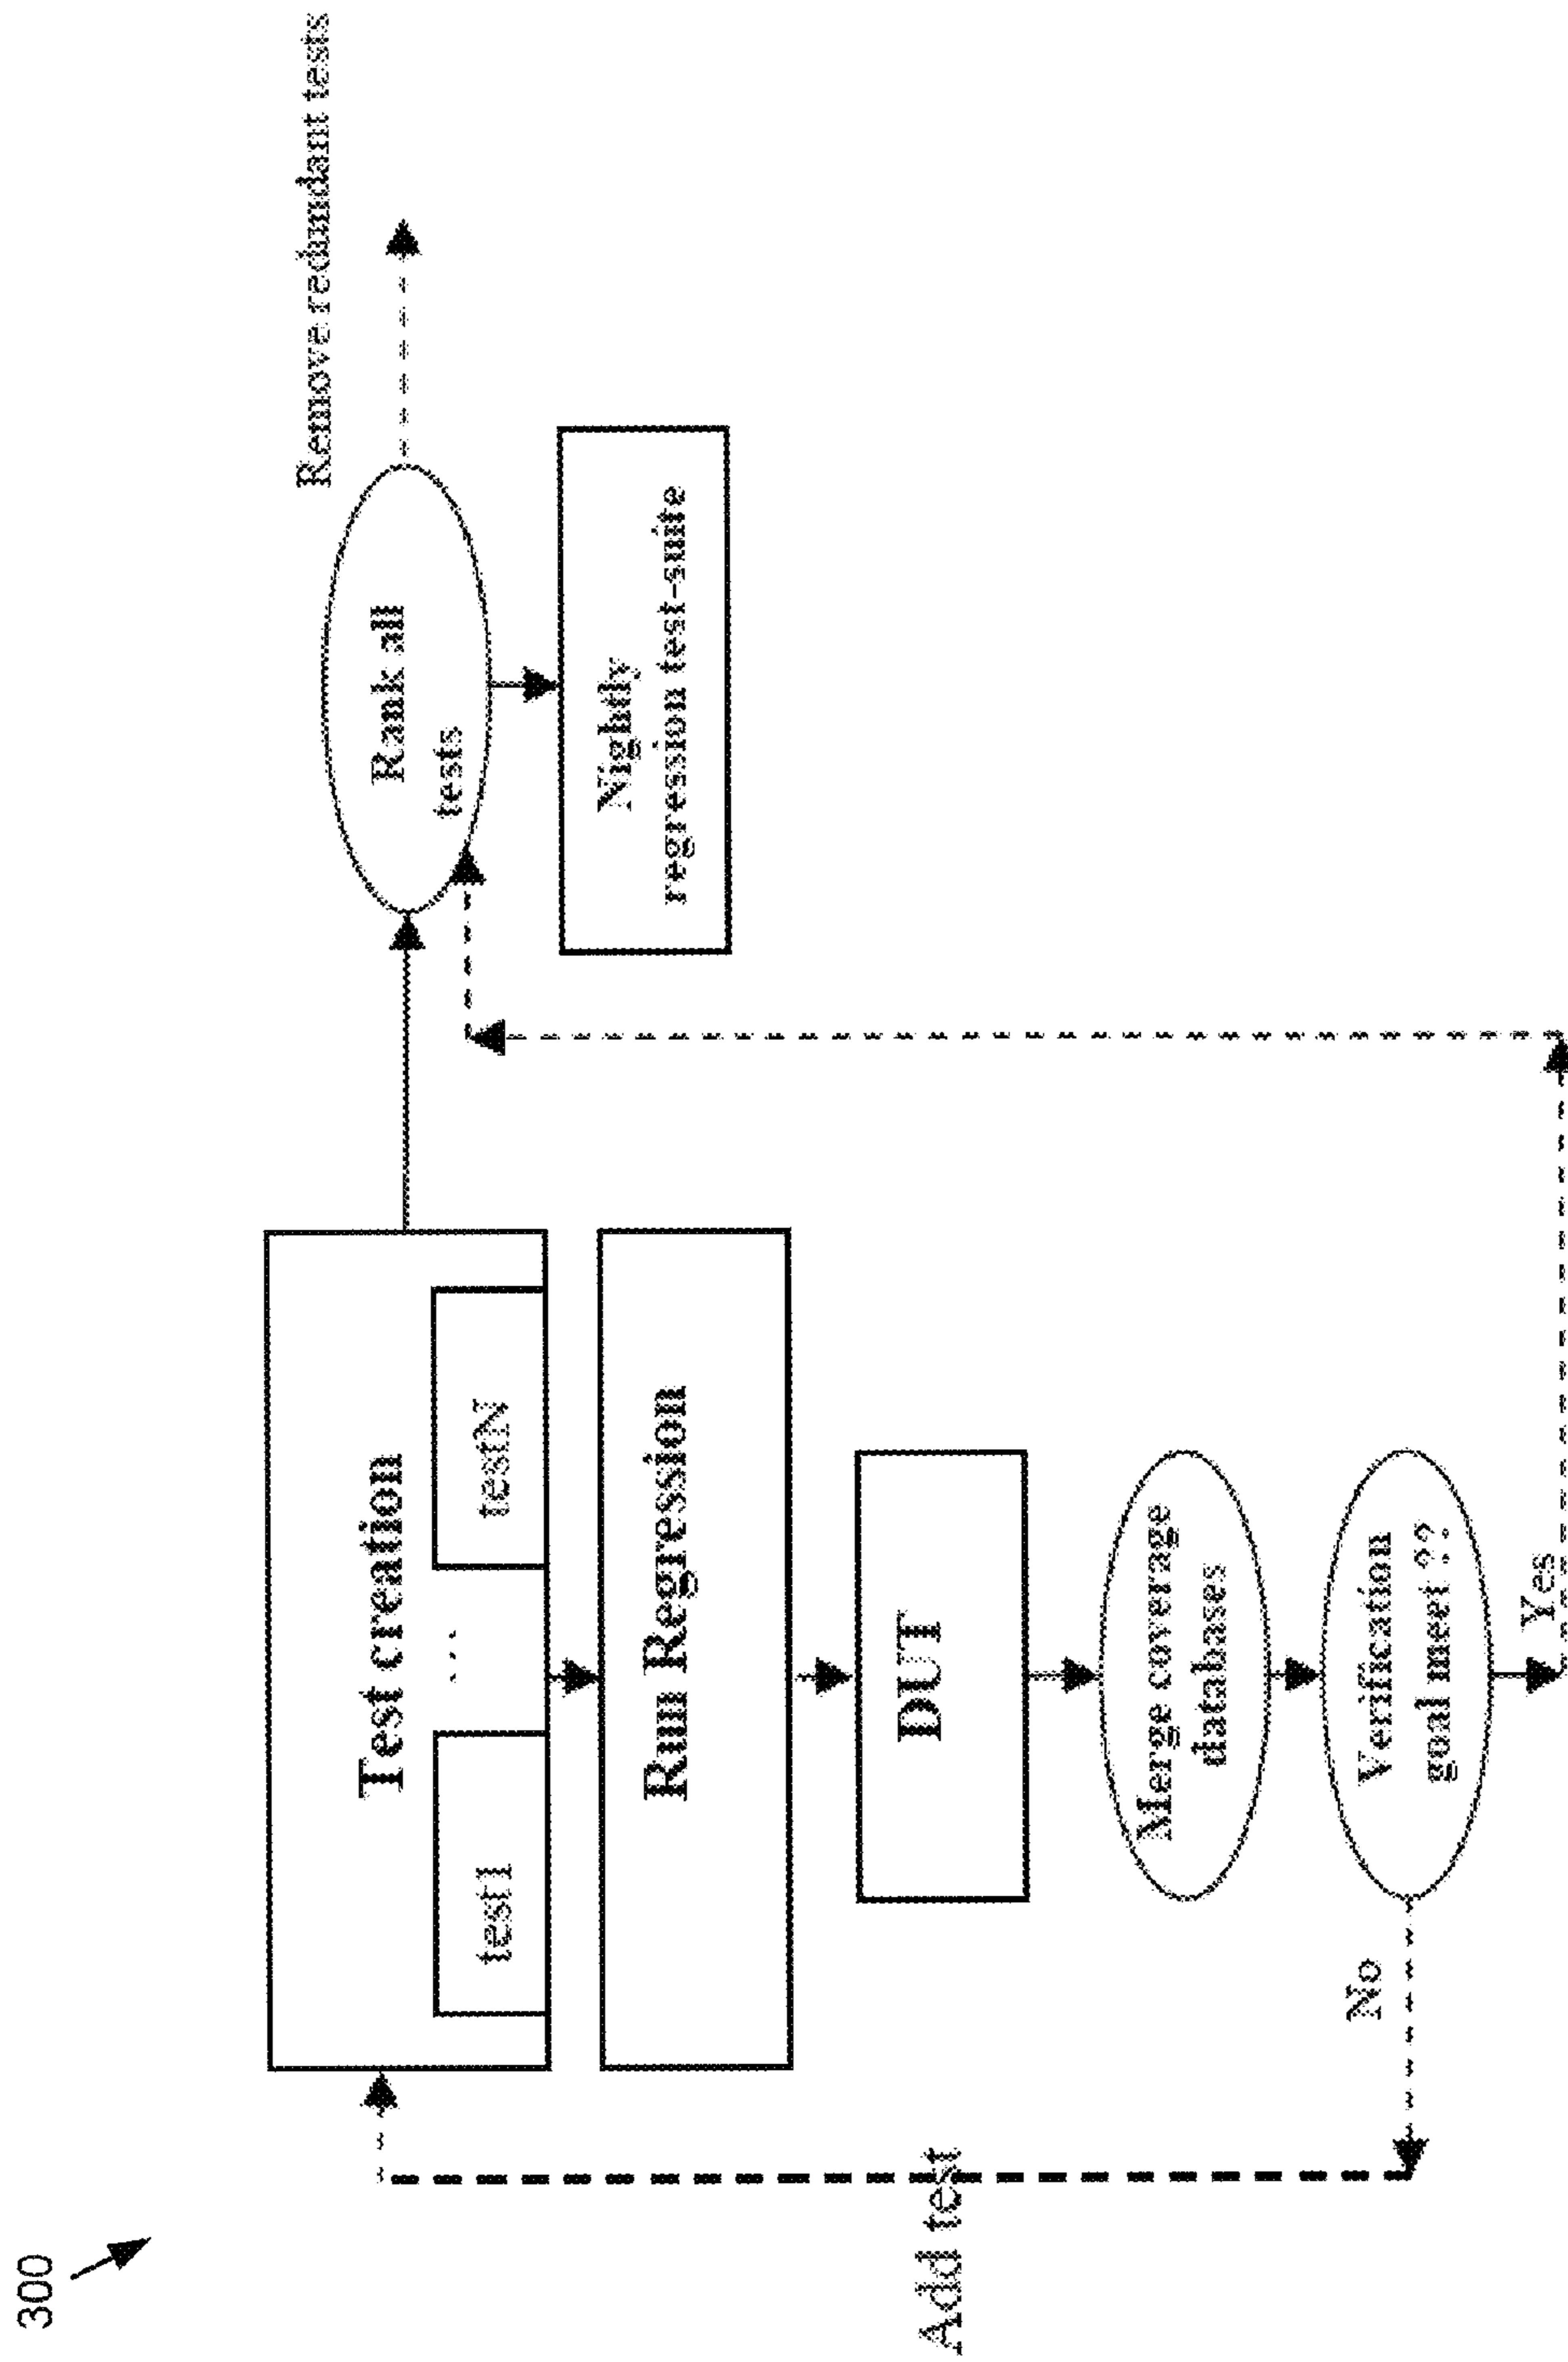 300
Remove redundant tests
Test creation
Rank all
tests
test1
...
testN
Nightly
regression test-suite
Run Regression
DUT
Add test
Merge coverage
databases
No
Verification
goal meet ??
Yes